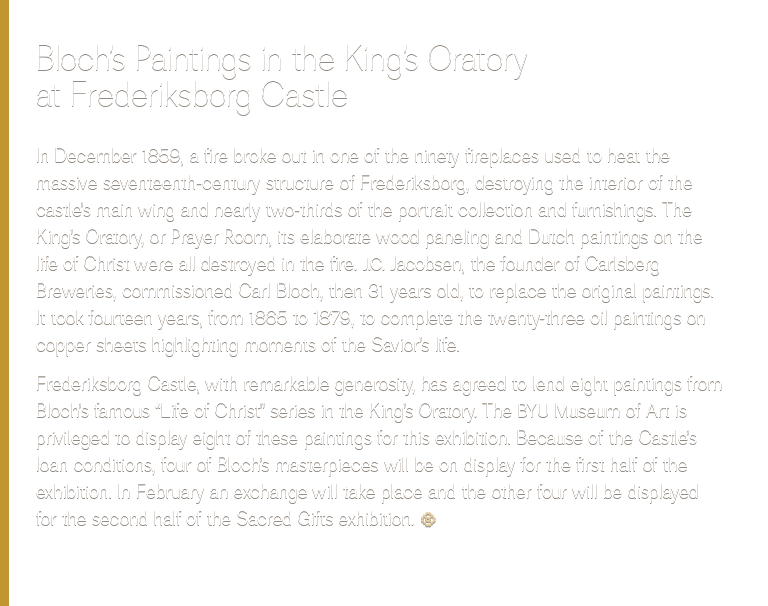 Bloch's Paintings in the King's Oratory
at Frederiksborg Castle
In December 1859, a fire broke out in one of the ninety fireplaces used to heat the
massive seventeenth-century structure of Frederiksborg, destroying the interior of the
castle's main wing and nearly two-thirds of the portrait collection and furnishings. The
King's Oratory, or Prayer Room, its elaborate wood paneling and Dutch paintings on the
life of Christ were all destroyed in the fire. J.C. Jacobsen, the founder of Carlsberg
Breweries, commissioned Carl Bloch, then 31 years old, to replace the original paintings.
It took fourteen years, from 1865 to 1879, to complete the twenty-three oil paintings on
copper sheets highlighting moments of the Savior's life.
Frederiksborg Castle, with remarkable generosity, has agreed to lend eight paintings from
Bloch's famous “Life of Christ” series in the King's Oratory. The BYU Museum of Art is
privileged to display eight of these paintings for this exhibition. Because of the Castle's
loan conditions, four of Bloch's masterpieces will be on display for the first half of the
exhibition. In February an exchange will take place and the other four will be displayed
for the second half of the Sacred Gifts exhibition.